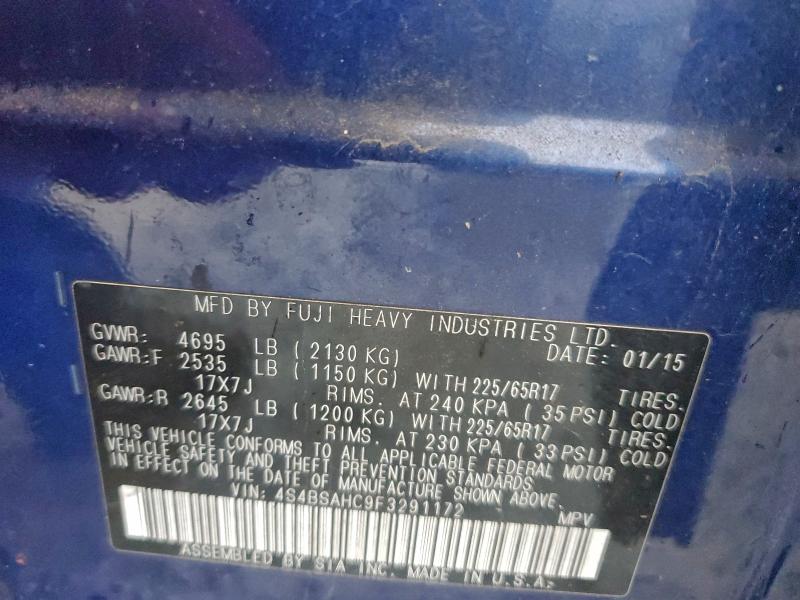 MFD BY FUJI HEAVY INDUSTRIES LTD.
GVWR: 4695 LB ( 2130 KG) DATE: 01/15
GAWR:F 2535 LB ( 1150 KG) WITH 225/65R17 TIRES.
17X7J RIMS. AT 240 KPA ( 35 PSI) COLD
GAWR:R 2645 LB ( 1200 KG) WITH 225/65R17 TIRES.
17X7J RIMS. AT 230 KPA ( 33 PSI) COLD
THIS VEHICLE CONFORMS TO ALL APPLICABLE FEDERAL MOTOR
VEHICLE SAFETY AND THEFT PREVENTION STANDARDS
IN EFFECT ON THE DATE OF MANUFACTURE SHOWN ABOVE.
VIN: 4S4BSAHC9F3291172 MPV
ASSEMBLED BY SIA INC. MADE IN U.S.A.